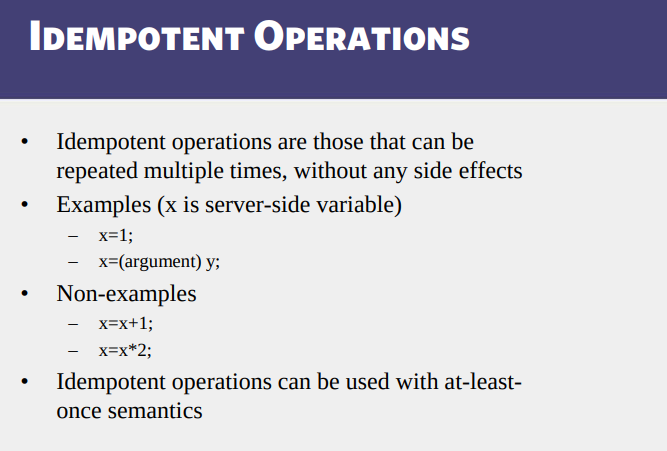 IDEMPOTENT OPERATIONS
• Idempotent operations are those that can be
repeated multiple times, without any side effects
• Examples (x is server-side variable)
– x=1;
– x=(argument) y;
• Non-examples
– x=x+1;
– x=x*2;
• Idempotent operations can be used with at-least-
once semantics